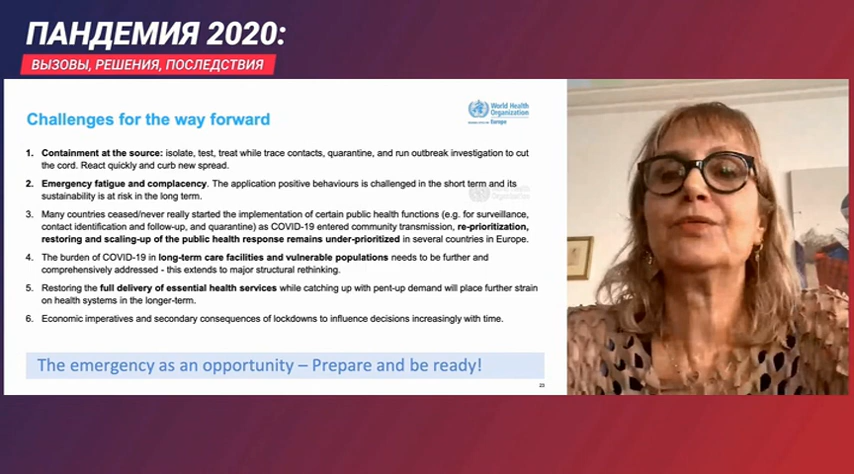 ПАНДЕМИЯ 2020:
ВЫЗОВЫ, РЕШЕНИЯ, ПОСЛЕДСТВИЯ
Challenges for the way forward
World Health
Organization
Europe
1. Containment at the source: isolate, test, treat while trace contacts, quarantine, and run outbreak investigation to cut
the cord. React quickly and curb new spread.
2. Emergency fatigue and complacency. The application positive behaviours is challenged in the short term and its
sustainability is at risk in the long term.
World Health
Organization
3. Many countries ceased/never really started the implementation of certain public health functions (e.g. for surveillance,
contact identification and follow-up, and quarantine) as COVID-19 entered community transmission, re-prioritization,
restoring and scaling-up of the public health response remains under-prioritized in several countries in Europe.
4. The burden of COVID-19 in long-term care facilities and vulnerable populations needs to be further and
comprehensively addressed - this extends to major structural rethinking.
5. Restoring the full delivery of essential health services while catching up with pent-up demand will place further strain
on health systems in the longer-term.
6. Economic imperatives and secondary consequences of lockdowns to influence decisions increasingly with time.
The emergency as an opportunity – Prepare and be ready!
23